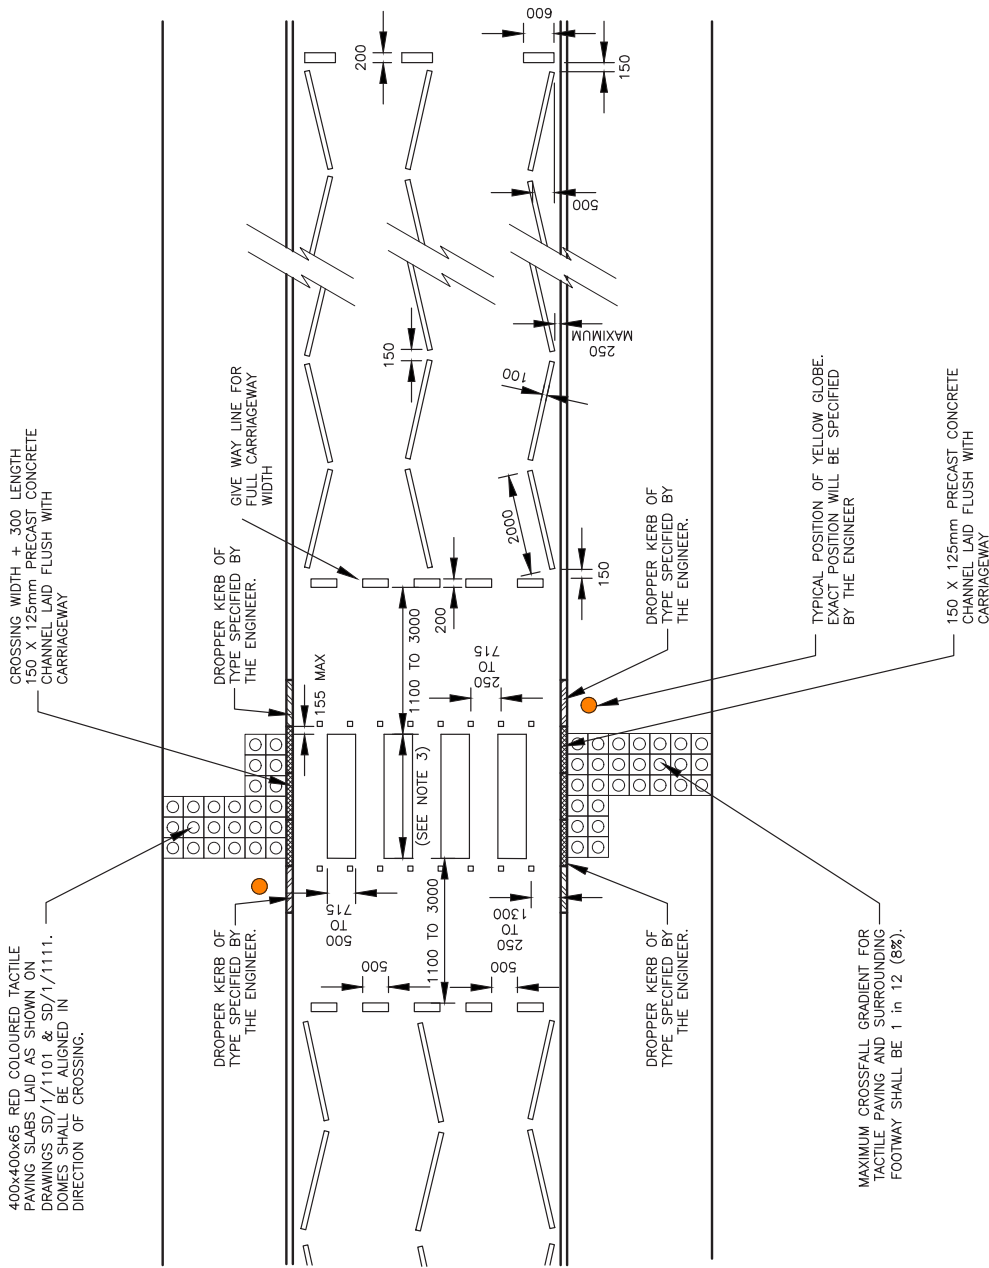 400x400x65 RED COLOURED TACTILE
PAVING SLABS LAID AS SHOWN ON
DRAWINGS SD/1/1101 & SD/1/1111.
DOMES SHALL BE ALIGNED IN
DIRECTION OF CROSSING.
CROSSING WIDTH + 300 LENGTH
150 X 125mm PRECAST CONCRETE
CHANNEL LAID FLUSH WITH
CARRIAGEWAY
DROPPER KERB OF
TYPE SPECIFIED BY
THE ENGINEER.
DROPPER KERB OF
TYPE SPECIFIED BY
THE ENGINEER.
GIVE WAY LINE FOR
FULL CARRIAGEWAY
WIDTH
155 MAX
500
TO
715
1100 TO 3000
(SEE NOTE 3)
1100 TO 3000
200
500
500
250
TO
1300
250
TO
715
150
2000
100
150
250
MAXIMUM
500
200
600
150
DROPPER KERB OF
TYPE SPECIFIED BY
THE ENGINEER.
DROPPER KERB OF
TYPE SPECIFIED BY
THE ENGINEER.
TYPICAL POSITION OF YELLOW GLOBE.
EXACT POSITION WILL BE SPECIFIED
BY THE ENGINEER
MAXIMUM CROSSFALL GRADIENT FOR
TACTILE PAVING AND SURROUNDING
FOOTWAY SHALL BE 1 in 12 (8%).
150 X 125mm PRECAST CONCRETE
CHANNEL LAID FLUSH WITH
CARRIAGEWAY